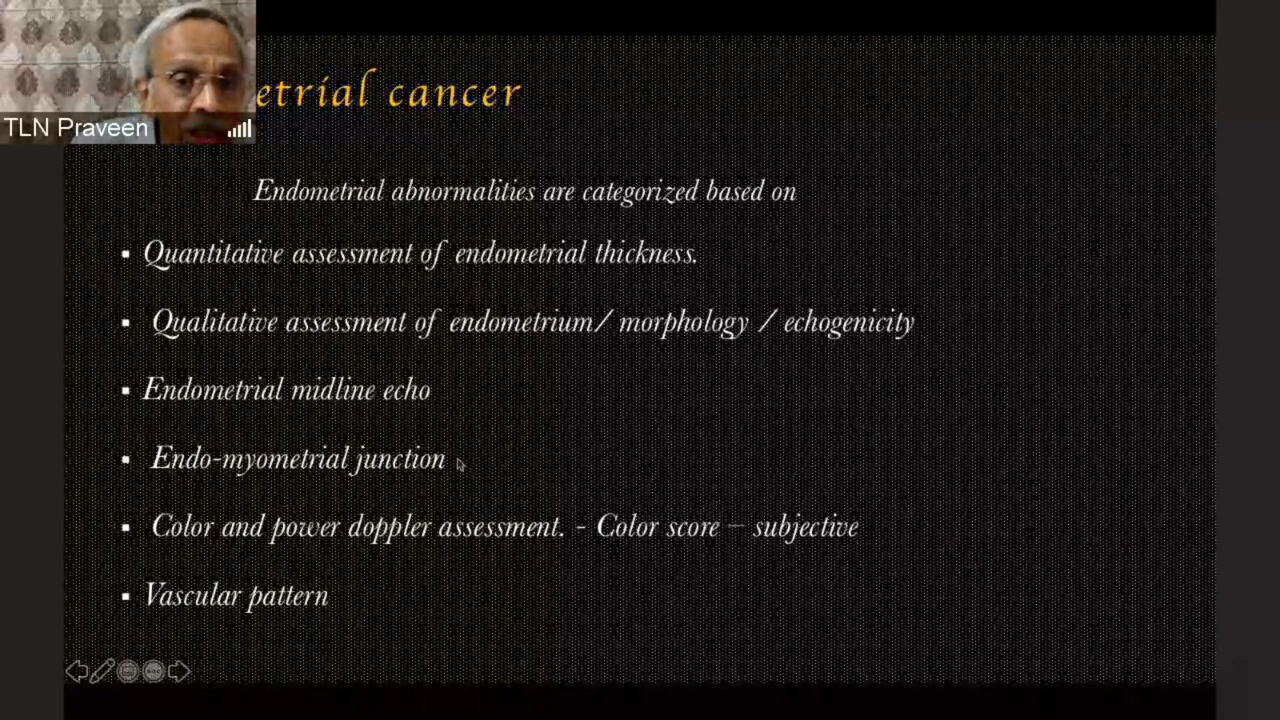 etrial cancer
TLN Praveen
Endometrial abnormalities are categorized based on
▪ Quantitative assessment of endometrial thickness.
▪ Qualitative assessment of endometrium/ morphology / echogenicity
▪ Endometrial midline echo
▪ Endo-myometrial junction
▪ Color and power doppler assessment. - Color score – subjective
▪ Vascular pattern